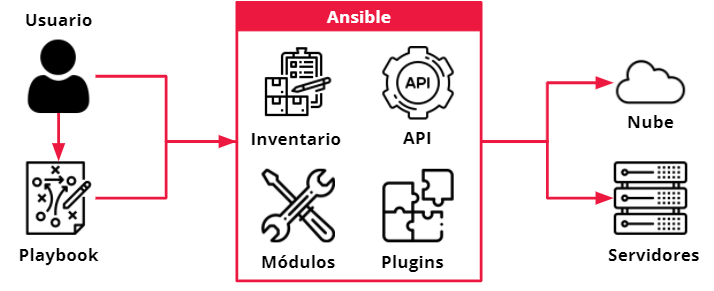 Usuario
Playbook
Ansible
Inventario
API
API
Módulos
Plugins
Nube
Servidores